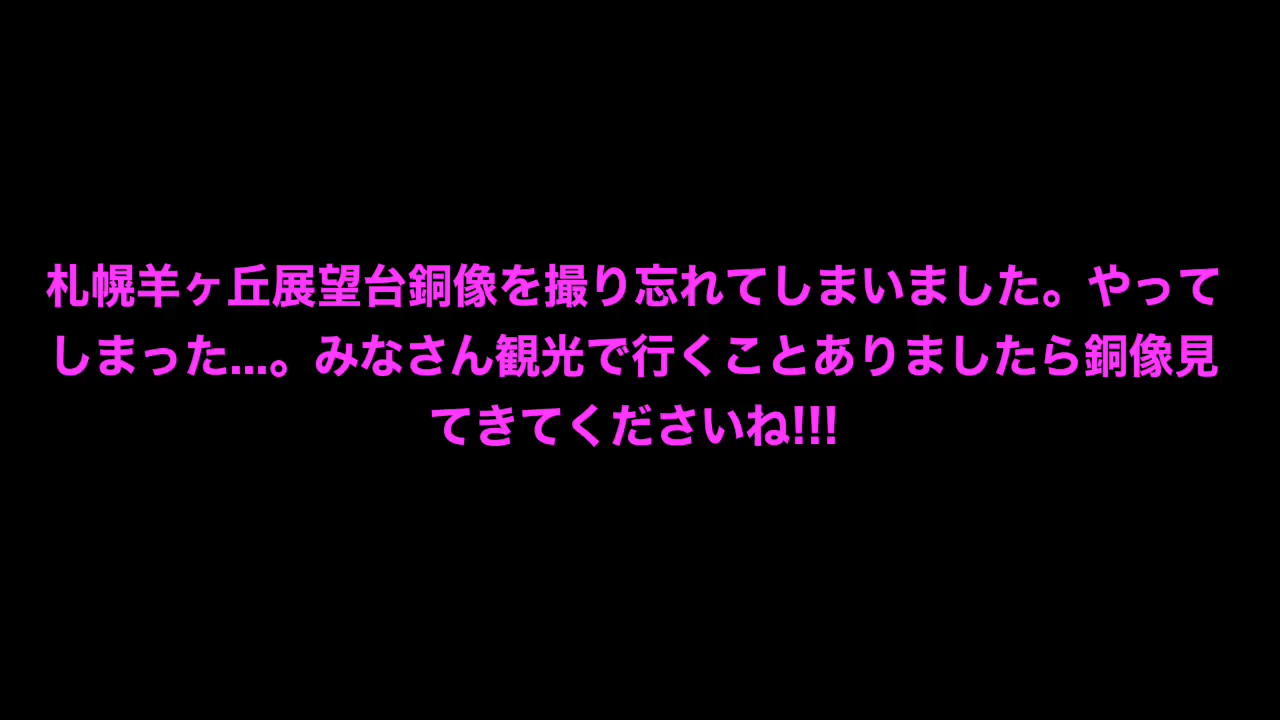 札幌羊ヶ丘展望台銅像を撮り忘れてしまいました。やって
しまった...。みなさん観光で行くことありましたら銅像見
てきてくださいね!!!